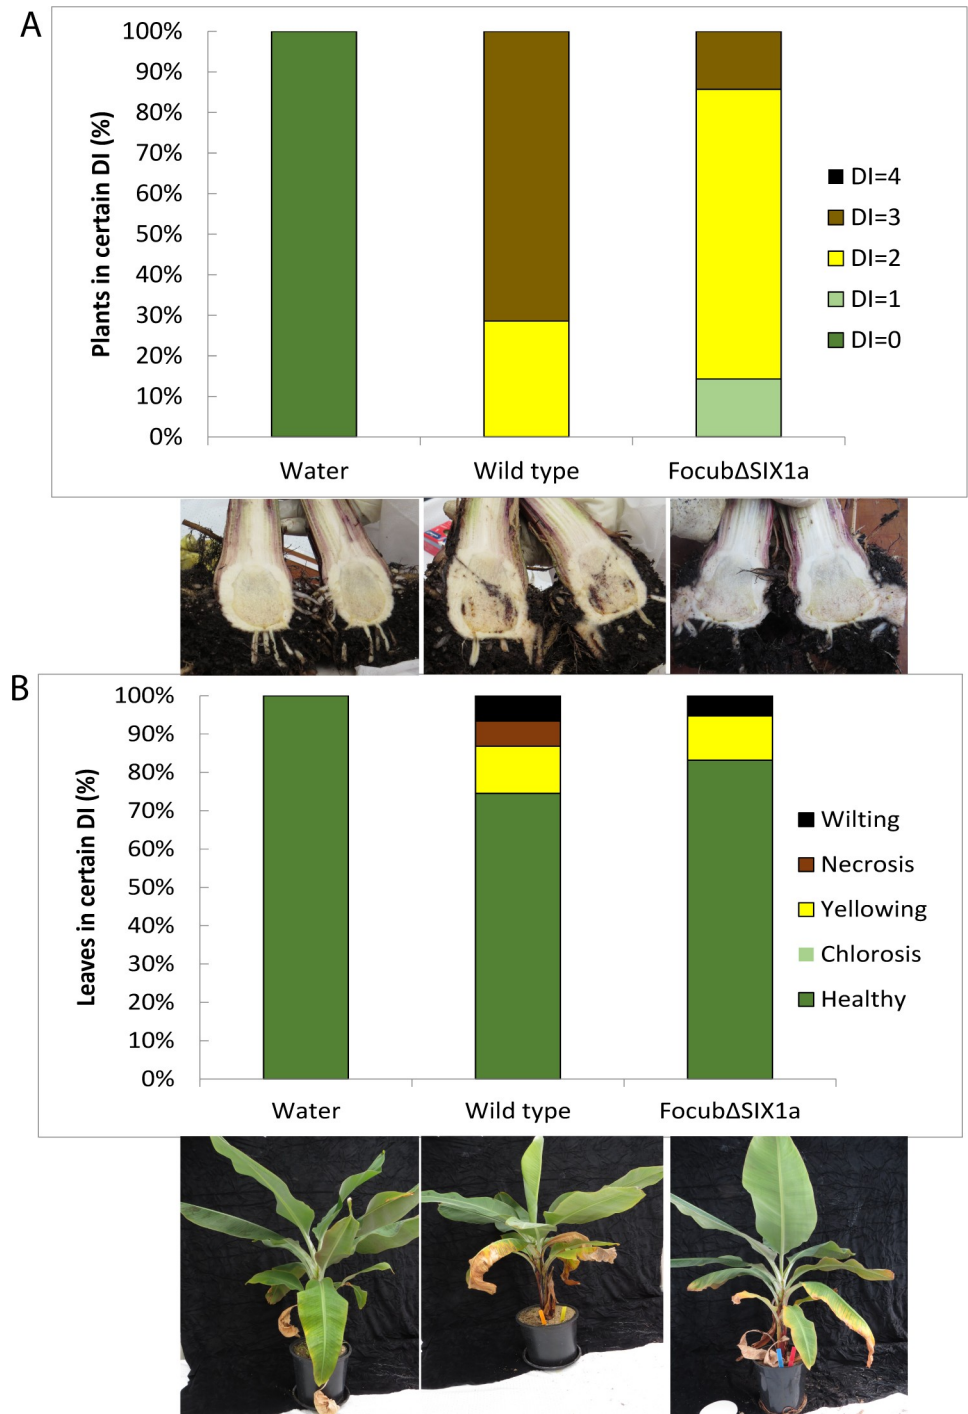 A
Plants in certain DI (%)
100%
90%
80%
70%
60%
50%
40%
30%
20%
10%
0%
DI=4
DI=3
DI=2
DI=1
DI=0
Water
Wild type
FocubΔSIX1a
B
Leaves in certain DI (%)
100%
90%
80%
70%
60%
50%
40%
30%
20%
10%
0%
Wilting
Necrosis
Yellowing
Chlorosis
Healthy
Water
Wild type
FocubΔSIX1a